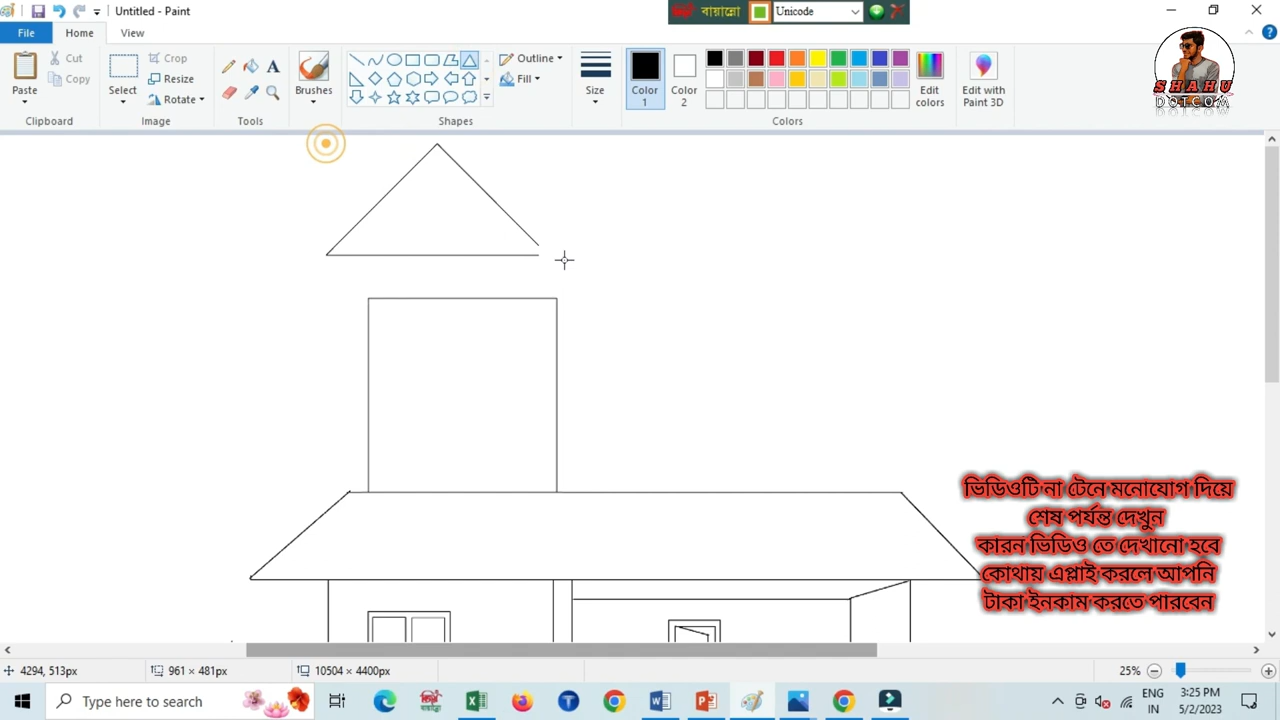 Untitled - Paint
বায়ান্নো
Unicode
File
Home
View
Paste
Cut
Copy
Clipboard
Select
Crop
Resize
Rotate
Image
A
Tools
Brushes
Shapes
Outline
Fill
Size
Color 1
Color 2
Colors
Edit colors
Edit with Paint 3D
SHAHU
DOTCOM
ভিডিওটি না টেনে মনোযোগ দিয়ে
শেষ পর্যন্ত দেখুন
কারন ভিডিও তে দেখানো হবে
কোথায় এপ্লাই করলে আপনি
টাকা ইনকাম করতে পারবেন
4294, 513px
961 × 481px
10504 × 4400px
25%
Type here to search
ENG
IN
3:25 PM
5/2/2023